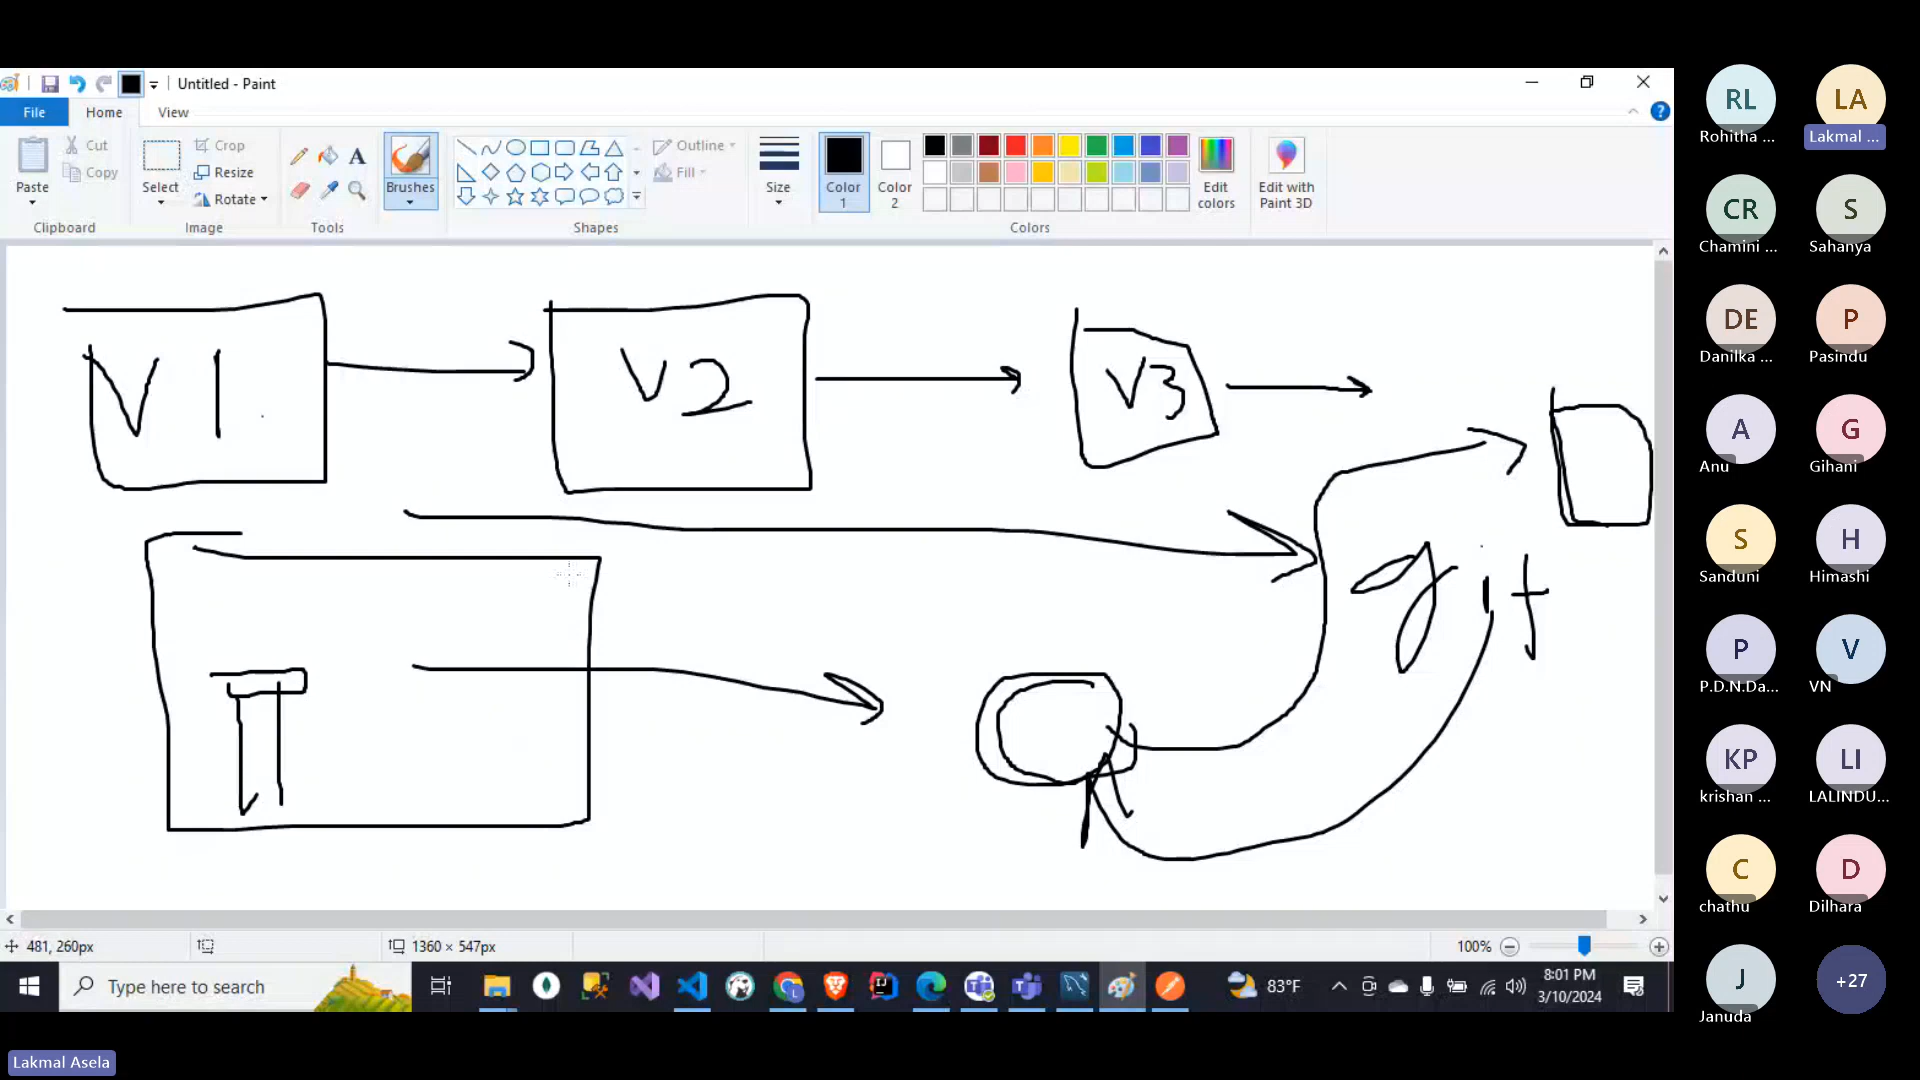 Untitled - Paint
File
Home
View
Paste
Cut
Copy
Clipboard
Select
Crop
Resize
Rotate
Image
Tools
Brushes
Shapes
Outline
Fill
Size
Color
1
Color
2
Edit
colors
Colors
Edit with
Paint 3D
V1
V2
V3
git
481, 260px
1360 × 547px
100%
Type here to search
83°F
8:01 PM
3/10/2024
Lakmal Asela
RL
Rohitha ...
LA
Lakmal ...
CR
Chamini ...
S
Sahanya
DE
Danilka ...
P
Pasindu
A
Anu
G
Gihani
S
Sanduni
H
Himashi
P
P.D.N.Da...
V
VN
KP
krishan ...
LI
LALINDU...
C
chathu
D
Dilhara
J
Januda
+27